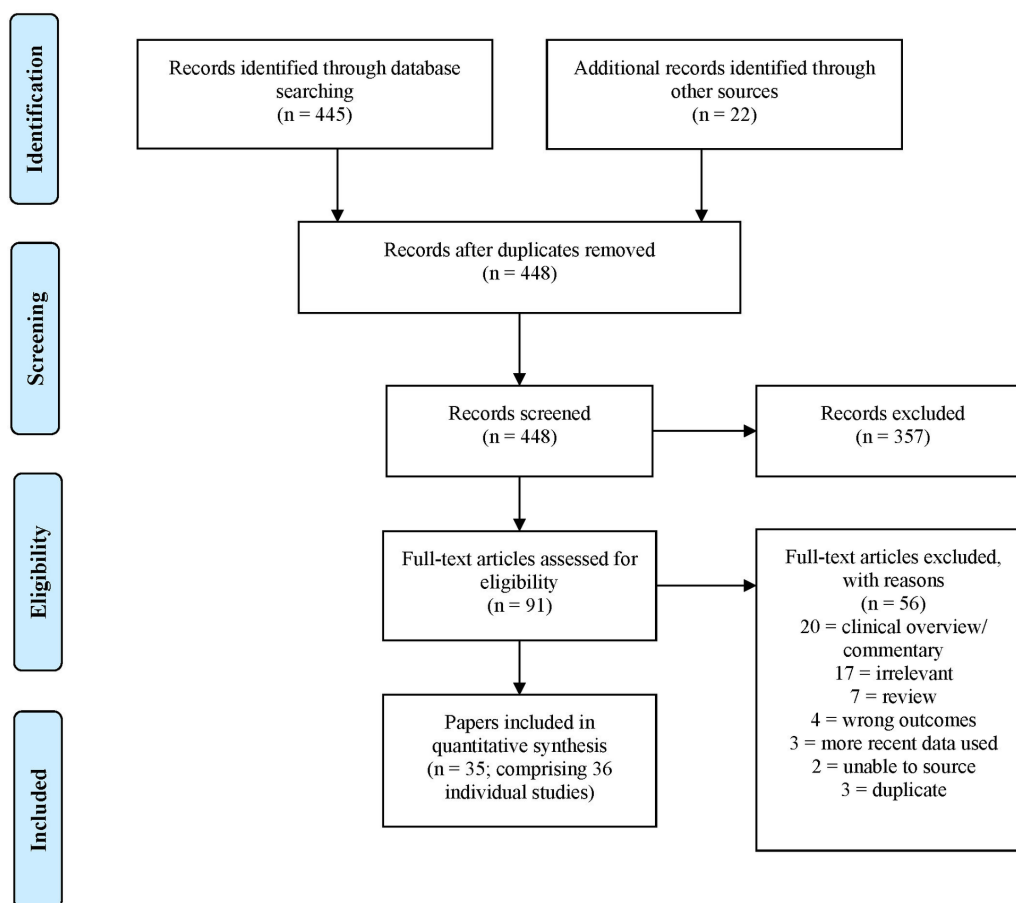 Identification
Records identified through database
searching
(n = 445)
Additional records identified through
other sources
(n = 22)
Screening
Records after duplicates removed
(n = 448)
Records screened
(n = 448)
Records excluded
(n = 357)
Eligibility
Full-text articles assessed for
eligibility
(n = 91)
Full-text articles excluded,
with reasons
(n = 56)
20 = clinical overview/
commentary
17 = irrelevant
7 = review
4 = wrong outcomes
3 = more recent data used
2 = unable to source
3 = duplicate
Included
Papers included in
quantitative synthesis
(n = 35; comprising 36
individual studies)